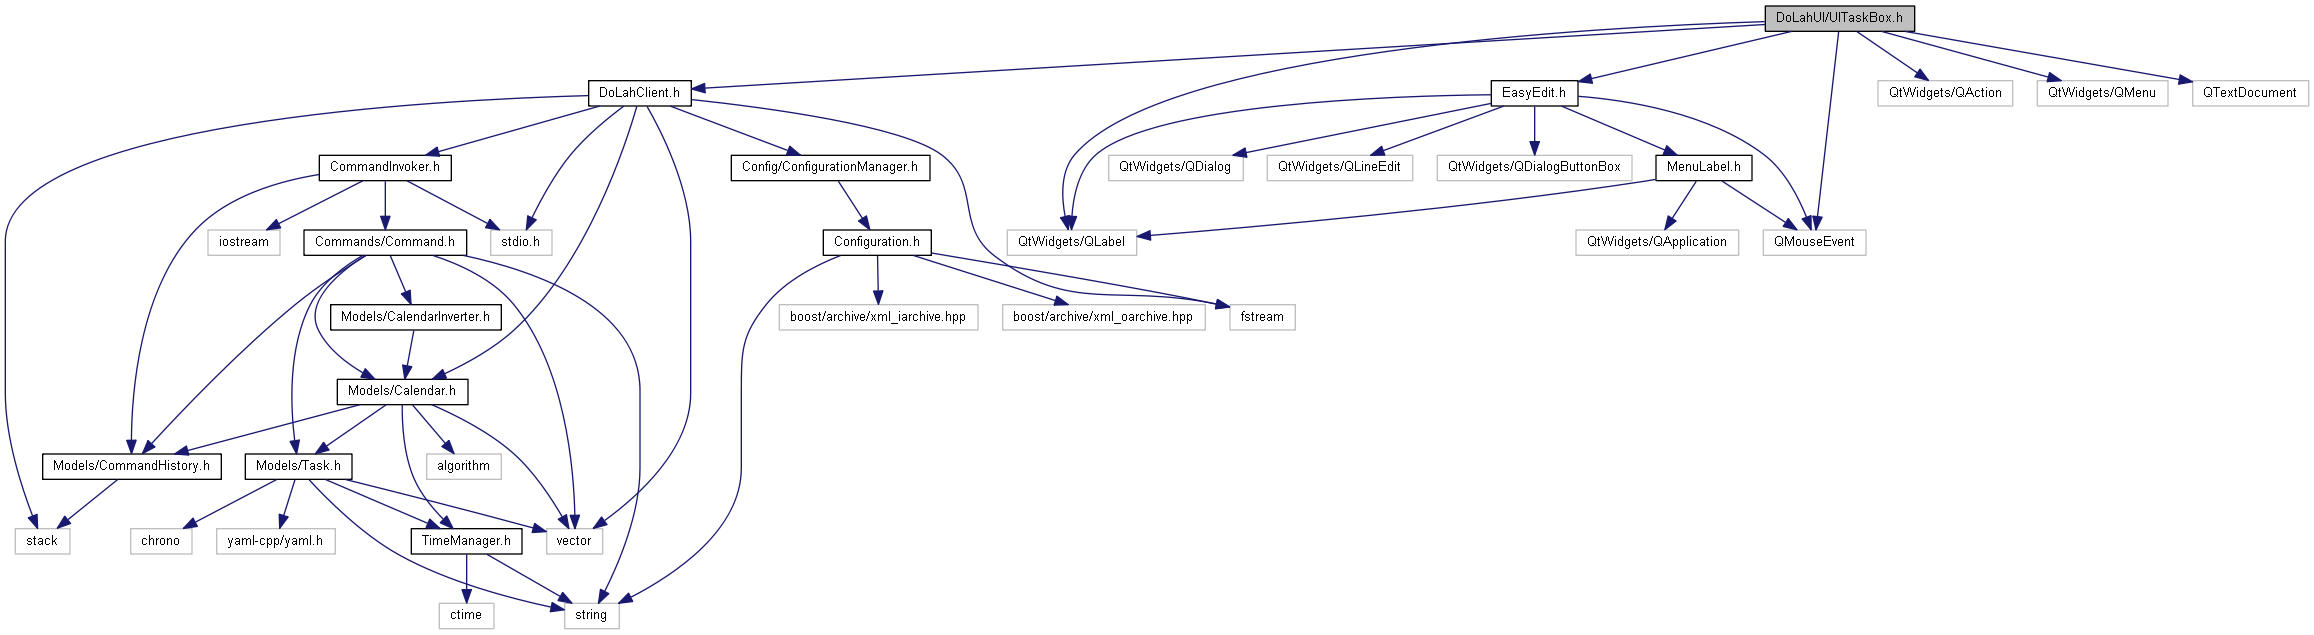 DoLahUI/UITaskBox.h
DoLahClient.h
EasyEdit.h
QtWidgets/QAction
QtWidgets/QMenu
QTextDocument
CommandInvoker.h
Config/ConfigurationManager.h
QtWidgets/QDialog
QtWidgets/QLineEdit
QtWidgets/QDialogButtonBox
MenuLabel.h
iostream
Commands/Command.h
stdio.h
Configuration.h
QtWidgets/QLabel
QtWidgets/QApplication
QMouseEvent
Models/CalendarInverter.h
boost/archive/xml_iarchive.hpp
boost/archive/xml_oarchive.hpp
fstream
Models/Calendar.h
Models/CommandHistory.h
Models/Task.h
algorithm
stack
chrono
yaml-cpp/yaml.h
TimeManager.h
vector
ctime
string